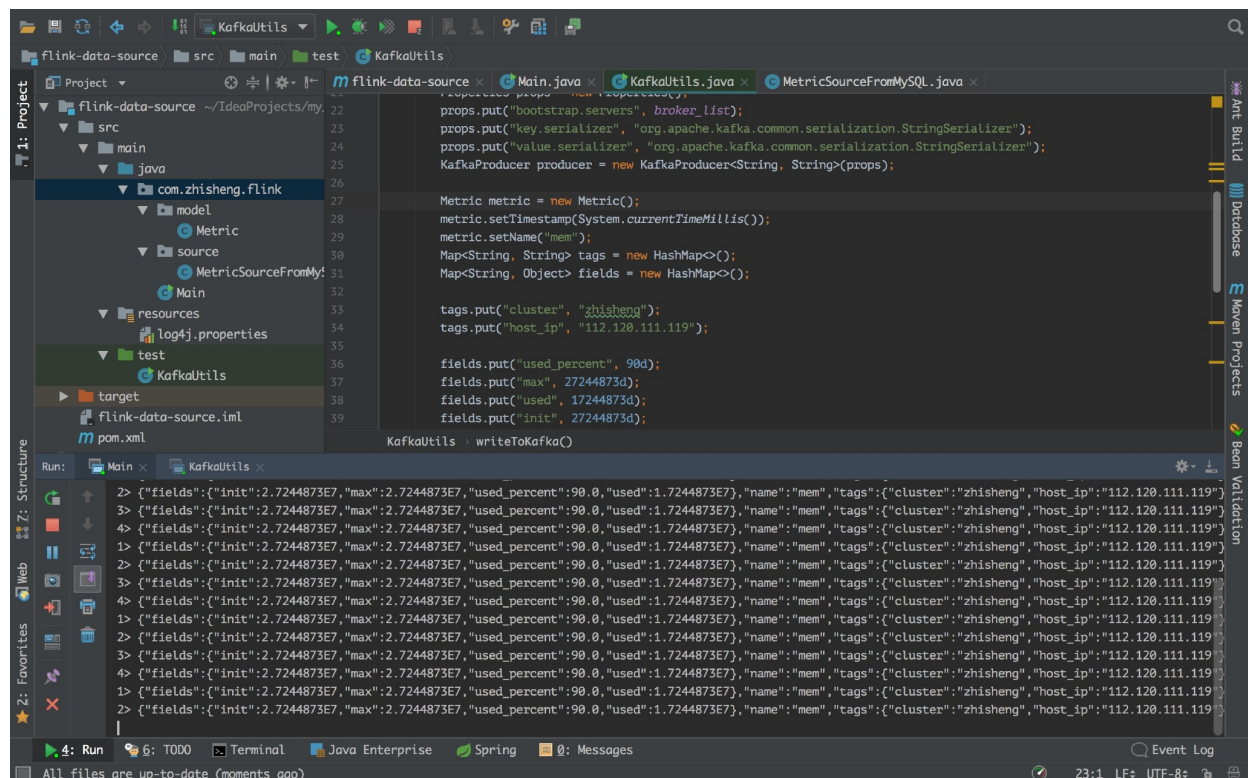 KafkaUtils
flink-data-source src main test KafkaUtils
Project
flink-data-source × Main.java × KafkaUtils.java × MetricSourceFromMySQL.java ×
1: Project
Z: Structure
Web
2: Favorites
flink-data-source ~/IdeaProjects/my.
src
main
java
com.zhisheng.flink
model
Metric
source
MetricSourceFromMyS
Main
resources
log4j.properties
test
KafkaUtils
target
flink-data-source.iml
pom.xml
Properties props = new Properties();
22 props.put("bootstrap.servers", broker_list);
23 props.put("key.serializer", "org.apache.kafka.common.serialization.StringSerializer");
24 props.put("value.serializer", "org.apache.kafka.common.serialization.StringSerializer");
25 KafkaProducer producer = new KafkaProducer<String, String>(props);
26
27 Metric metric = new Metric();
28 metric.setTimestamp(System.currentTimeMillis());
29 metric.setName("mem");
30 Map<String, String> tags = new HashMap<>();
31 Map<String, Object> fields = new HashMap<>();
32
33 tags.put("cluster", "zhisheng");
34 tags.put("host_ip", "112.120.111.119");
35
36 fields.put("used_percent", 90d);
37 fields.put("max", 27244873d);
38 fields.put("used", 17244873d);
39 fields.put("init", 27244873d);
KafkaUtils › writeToKafka()
Ant Build
Database
Maven Projects
Bean Validation
Run: Main × KafkaUtils ×
2> {"fields":{"init":2.7244873E7,"max":2.7244873E7,"used_percent":90.0,"used":1.7244873E7},"name":"mem","tags":{"cluster":"zhisheng","host_ip":"112.120.111.119"}
3> {"fields":{"init":2.7244873E7,"max":2.7244873E7,"used_percent":90.0,"used":1.7244873E7},"name":"mem","tags":{"cluster":"zhisheng","host_ip":"112.120.111.119"}
4> {"fields":{"init":2.7244873E7,"max":2.7244873E7,"used_percent":90.0,"used":1.7244873E7},"name":"mem","tags":{"cluster":"zhisheng","host_ip":"112.120.111.119"}
1> {"fields":{"init":2.7244873E7,"max":2.7244873E7,"used_percent":90.0,"used":1.7244873E7},"name":"mem","tags":{"cluster":"zhisheng","host_ip":"112.120.111.119"}
2> {"fields":{"init":2.7244873E7,"max":2.7244873E7,"used_percent":90.0,"used":1.7244873E7},"name":"mem","tags":{"cluster":"zhisheng","host_ip":"112.120.111.119"}
3> {"fields":{"init":2.7244873E7,"max":2.7244873E7,"used_percent":90.0,"used":1.7244873E7},"name":"mem","tags":{"cluster":"zhisheng","host_ip":"112.120.111.119"}
4> {"fields":{"init":2.7244873E7,"max":2.7244873E7,"used_percent":90.0,"used":1.7244873E7},"name":"mem","tags":{"cluster":"zhisheng","host_ip":"112.120.111.119"}
1> {"fields":{"init":2.7244873E7,"max":2.7244873E7,"used_percent":90.0,"used":1.7244873E7},"name":"mem","tags":{"cluster":"zhisheng","host_ip":"112.120.111.119"}
2> {"fields":{"init":2.7244873E7,"max":2.7244873E7,"used_percent":90.0,"used":1.7244873E7},"name":"mem","tags":{"cluster":"zhisheng","host_ip":"112.120.111.119"}
3> {"fields":{"init":2.7244873E7,"max":2.7244873E7,"used_percent":90.0,"used":1.7244873E7},"name":"mem","tags":{"cluster":"zhisheng","host_ip":"112.120.111.119"}
4> {"fields":{"init":2.7244873E7,"max":2.7244873E7,"used_percent":90.0,"used":1.7244873E7},"name":"mem","tags":{"cluster":"zhisheng","host_ip":"112.120.111.119"}
1> {"fields":{"init":2.7244873E7,"max":2.7244873E7,"used_percent":90.0,"used":1.7244873E7},"name":"mem","tags":{"cluster":"zhisheng","host_ip":"112.120.111.119"}
2> {"fields":{"init":2.7244873E7,"max":2.7244873E7,"used_percent":90.0,"used":1.7244873E7},"name":"mem","tags":{"cluster":"zhisheng","host_ip":"112.120.111.119"}
4: Run 6: TODO Terminal Java Enterprise Spring 0: Messages Event Log
All files are up-to-date (moments ago) 23:1 LF÷ UTF-8÷